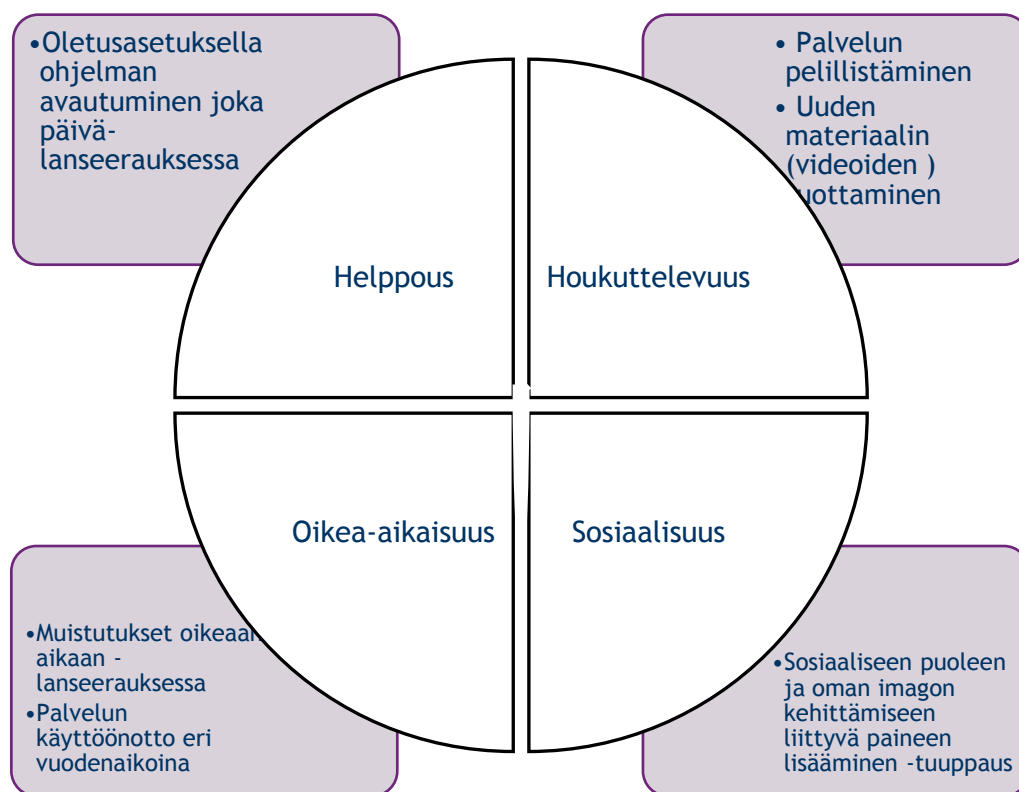 •Oletusasetuksella
ohjelman
avautuminen joka
päivä-
lanseerauksessa
• Palvelun
pelillistäminen
• Uuden
materiaalin
(videoiden )
uottaminen
Helppous
Houkuttelevuus
Oikea-aikaisuus
Sosiaalisuus
•Muistutukset oikeaan
aikaan -
lanseerauksessa
•Palvelun
käyttöönotto eri
vuodenaikoina
•Sosiaaliseen puoleen
ja oman imagon
kehittämiseen
liittyvä paineen
lisääminen -tuuppaus